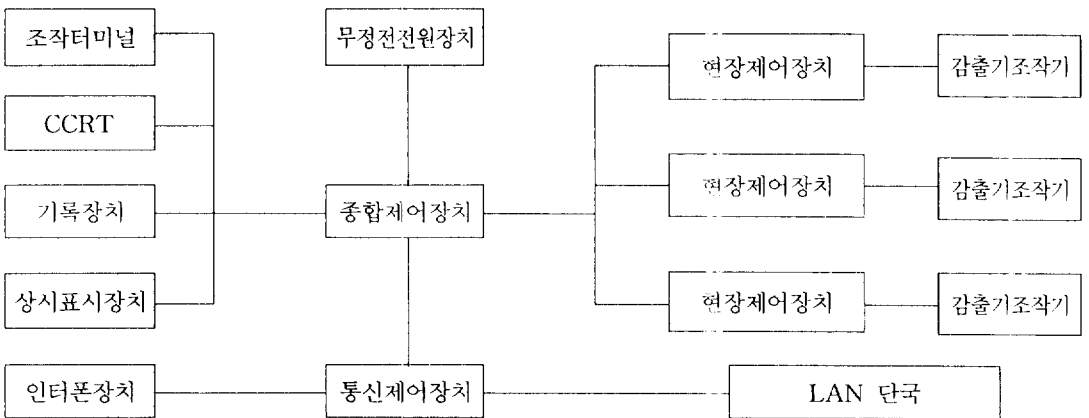 조작터미널
무정전전원장치
현장제어장치
감출기조작기
CCRT
현장제어장치
감출기조작기
기록장치
종합제어장치
상시표시장치
현장제어장치
감출기조작기
인터폰장치
통신제어장치
LAN 단국